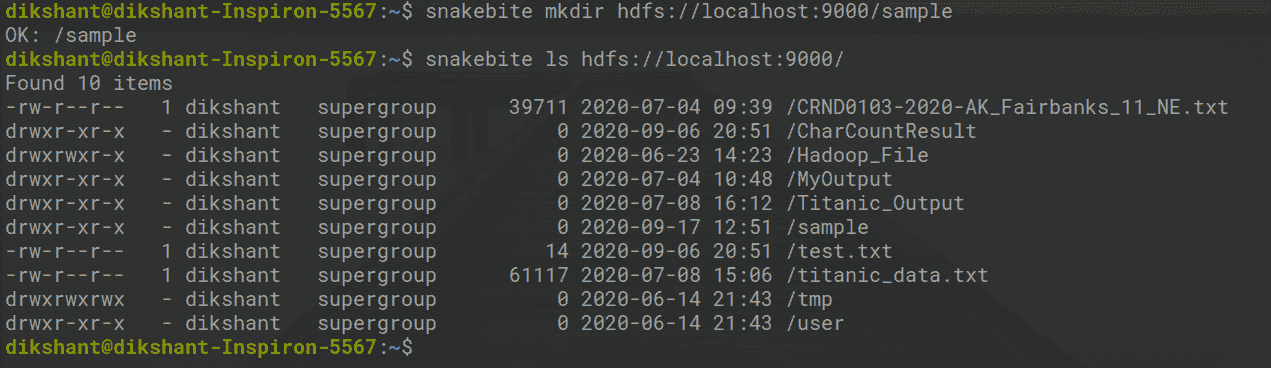 dikshant@dikshant-Inspiron-5567:~$ snakebite mkdir hdfs://localhost:9000/sample
OK: /sample
dikshant@dikshant-Inspiron-5567:~$ snakebite ls hdfs://localhost:9000/
Found 10 items
-rw-r--r--   1 dikshant   supergroup      39711 2020-07-04 09:39 /CRND0103-2020-AK_Fairbanks_11_NE.txt
drwxr-xr-x   - dikshant   supergroup          0 2020-09-06 20:51 /CharCountResult
drwxrwxr-x   - dikshant   supergroup          0 2020-06-23 14:23 /Hadoop_File
drwxr-xr-x   - dikshant   supergroup          0 2020-07-04 10:48 /MyOutput
drwxr-xr-x   - dikshant   supergroup          0 2020-07-08 16:12 /Titanic_Output
drwxr-xr-x   - dikshant   supergroup          0 2020-09-17 12:51 /sample
-rw-r--r--   1 dikshant   supergroup         14 2020-09-06 20:51 /test.txt
-rw-r--r--   1 dikshant   supergroup      61117 2020-07-08 15:06 /titanic_data.txt
drwxrwxrwx   - dikshant   supergroup          0 2020-06-14 21:43 /tmp
drwxr-xr-x   - dikshant   supergroup          0 2020-06-14 21:43 /user
dikshant@dikshant-Inspiron-5567:~$